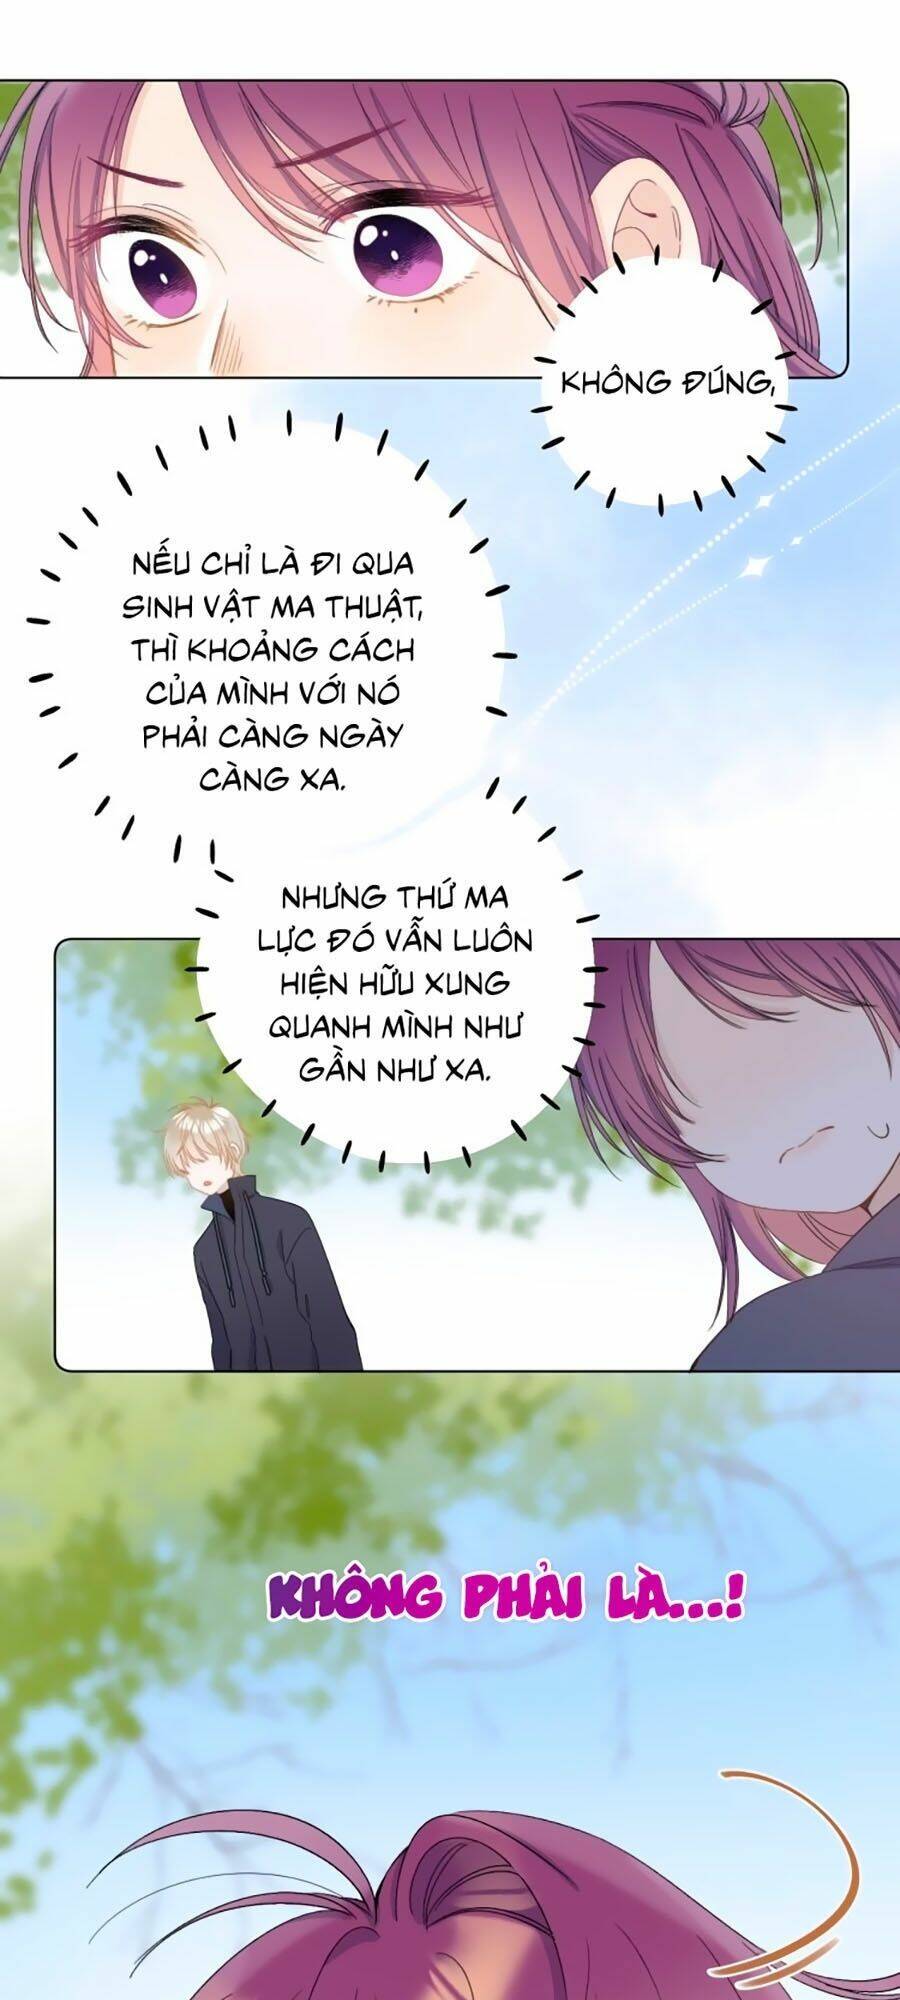 KHÔNG ĐÚNG,
NẾU CHỈ LÀ ĐI QUA
SINH VẬT MA THUẬT,
THÌ KHOẢNG CÁCH
CỦA MÌNH VỚI NÓ
PHẢI CÀNG NGÀY
CÀNG XA.
NHƯNG THỨ MA
LỰC ĐÓ VẪN LUÔN
HIỆN HỮU XUNG
QUANH MÌNH NHƯ
GẦN NHƯ XA.
KHÔNG PHẢI LÀ...!